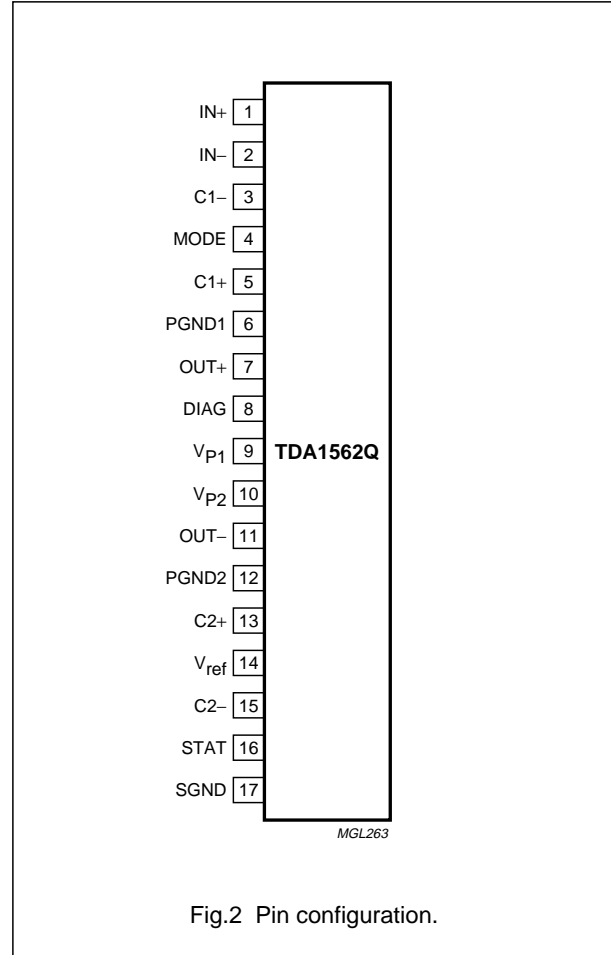 IN+ 1
IN− 2
C1− 3
MODE 4
C1+ 5
PGND1 6
OUT+ 7
DIAG 8
VP1 9 TDA1562Q
VP2 10
OUT− 11
PGND2 12
C2+ 13
Vref 14
C2− 15
STAT 16
SGND 17
MGL263
Fig.2 Pin configuration.